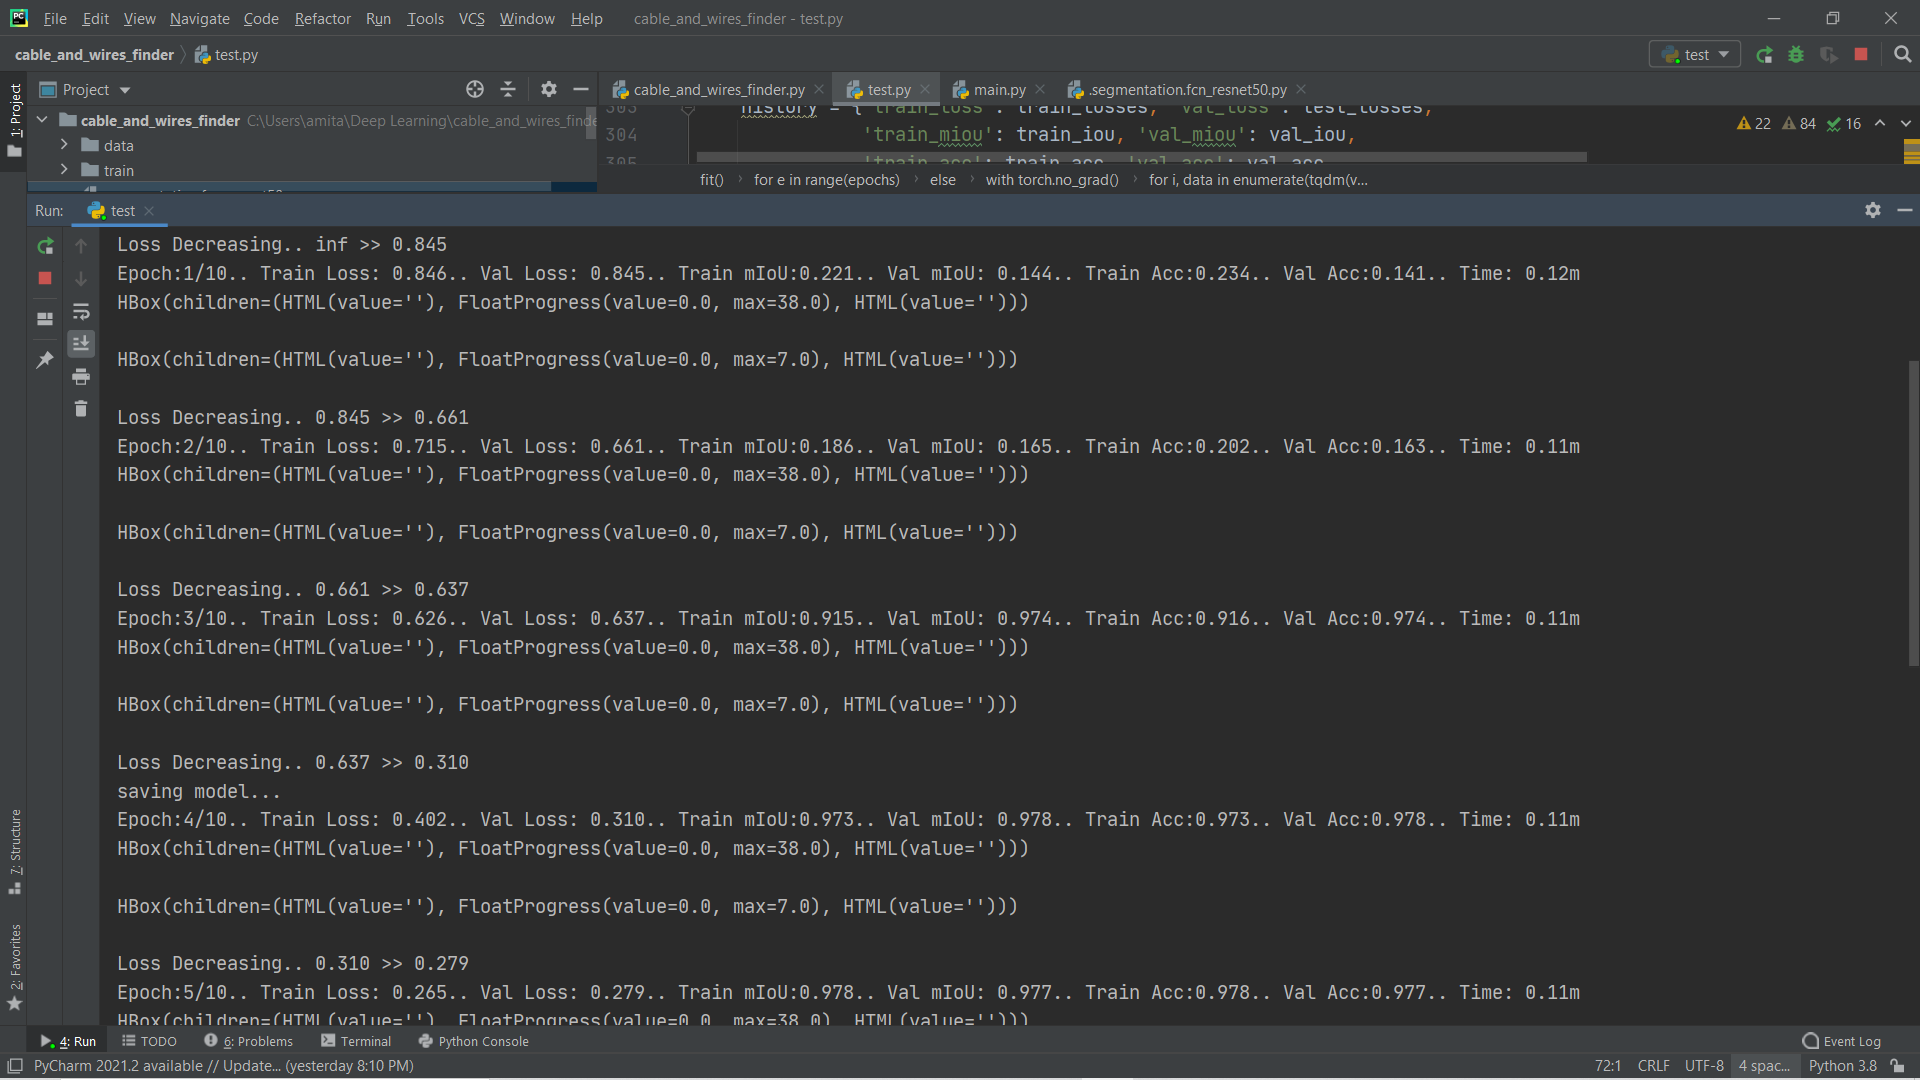 File Edit View Navigate Code Refactor Run Tools VCS Window Help cable_and_wires_finder - test.py
cable_and_wires_finder test.py test
Project cable_and_wires_finder.py test.py main.py .segmentation.fcn_resnet50.py
1: Project
cable_and_wires_finder C:\Users\amita\Deep Learning\cable_and_wires_finde
data
train
303 history = {'train_loss': train_losses, 'val_loss': test_losses,
304 'train_miou': train_iou, 'val_miou': val_iou,
305 'train_acc': train_acc, 'val_acc': val_acc
22 84 16
fit() for e in range(epochs) else with torch.no_grad() for i, data in enumerate(tqdm(v...
Run: test
Loss Decreasing.. inf >> 0.845
Epoch:1/10.. Train Loss: 0.846.. Val Loss: 0.845.. Train mIoU:0.221.. Val mIoU: 0.144.. Train Acc:0.234.. Val Acc:0.141.. Time: 0.12m
HBox(children=(HTML(value=''), FloatProgress(value=0.0, max=38.0), HTML(value='')))
HBox(children=(HTML(value=''), FloatProgress(value=0.0, max=7.0), HTML(value='')))
Loss Decreasing.. 0.845 >> 0.661
Epoch:2/10.. Train Loss: 0.715.. Val Loss: 0.661.. Train mIoU:0.186.. Val mIoU: 0.165.. Train Acc:0.202.. Val Acc:0.163.. Time: 0.11m
HBox(children=(HTML(value=''), FloatProgress(value=0.0, max=38.0), HTML(value='')))
HBox(children=(HTML(value=''), FloatProgress(value=0.0, max=7.0), HTML(value='')))
Loss Decreasing.. 0.661 >> 0.637
Epoch:3/10.. Train Loss: 0.626.. Val Loss: 0.637.. Train mIoU:0.915.. Val mIoU: 0.974.. Train Acc:0.916.. Val Acc:0.974.. Time: 0.11m
HBox(children=(HTML(value=''), FloatProgress(value=0.0, max=38.0), HTML(value='')))
HBox(children=(HTML(value=''), FloatProgress(value=0.0, max=7.0), HTML(value='')))
Loss Decreasing.. 0.637 >> 0.310
saving model...
Epoch:4/10.. Train Loss: 0.402.. Val Loss: 0.310.. Train mIoU:0.973.. Val mIoU: 0.978.. Train Acc:0.973.. Val Acc:0.978.. Time: 0.11m
HBox(children=(HTML(value=''), FloatProgress(value=0.0, max=38.0), HTML(value='')))
HBox(children=(HTML(value=''), FloatProgress(value=0.0, max=7.0), HTML(value='')))
Loss Decreasing.. 0.310 >> 0.279
Epoch:5/10.. Train Loss: 0.265.. Val Loss: 0.279.. Train mIoU:0.978.. Val mIoU: 0.977.. Train Acc:0.978.. Val Acc:0.977.. Time: 0.11m
HBox(children=(HTML(value=''), FloatProgress(value=0.0, max=38.0), HTML(value='')))
7: Structure
2: Favorites
4: Run TODO 6: Problems Terminal Python Console Event Log
PyCharm 2021.2 available // Update... (yesterday 8:10 PM) 72:1 CRLF UTF-8 4 spac... Python 3.8